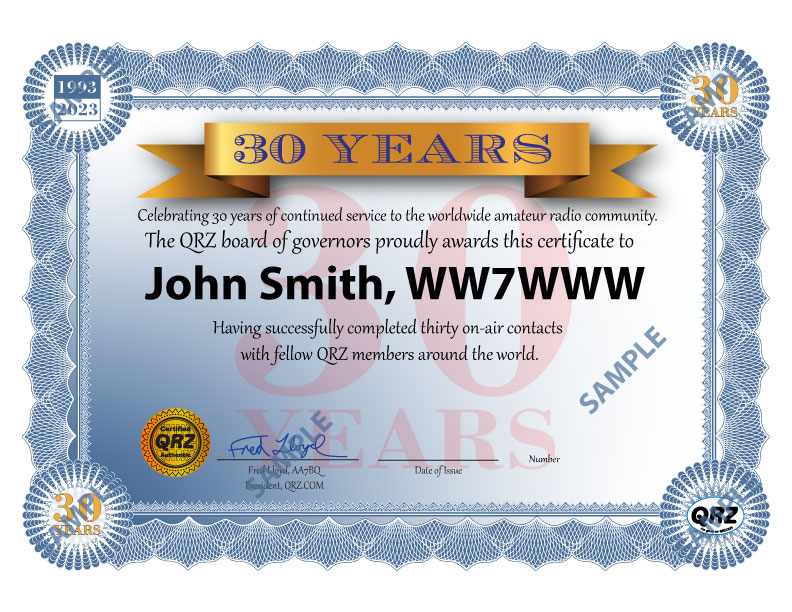 1993
2023
30
YEARS
30 YEARS
30
YEARS
Celebrating 30 years of continued service to the worldwide amateur radio community.
The QRZ board of governors proudly awards this certificate to
John Smith, WW7WWW
Having successfully completed thirty on-air contacts
with fellow QRZ members around the world.
SAMPLE
Certified
QRZ
Authentic
Fred Lloyd
SAMPLE
Fred Lloyd, AA7BQ
President, QRZ.COM
Date of Issue
Number
30
YEARS
QRZ